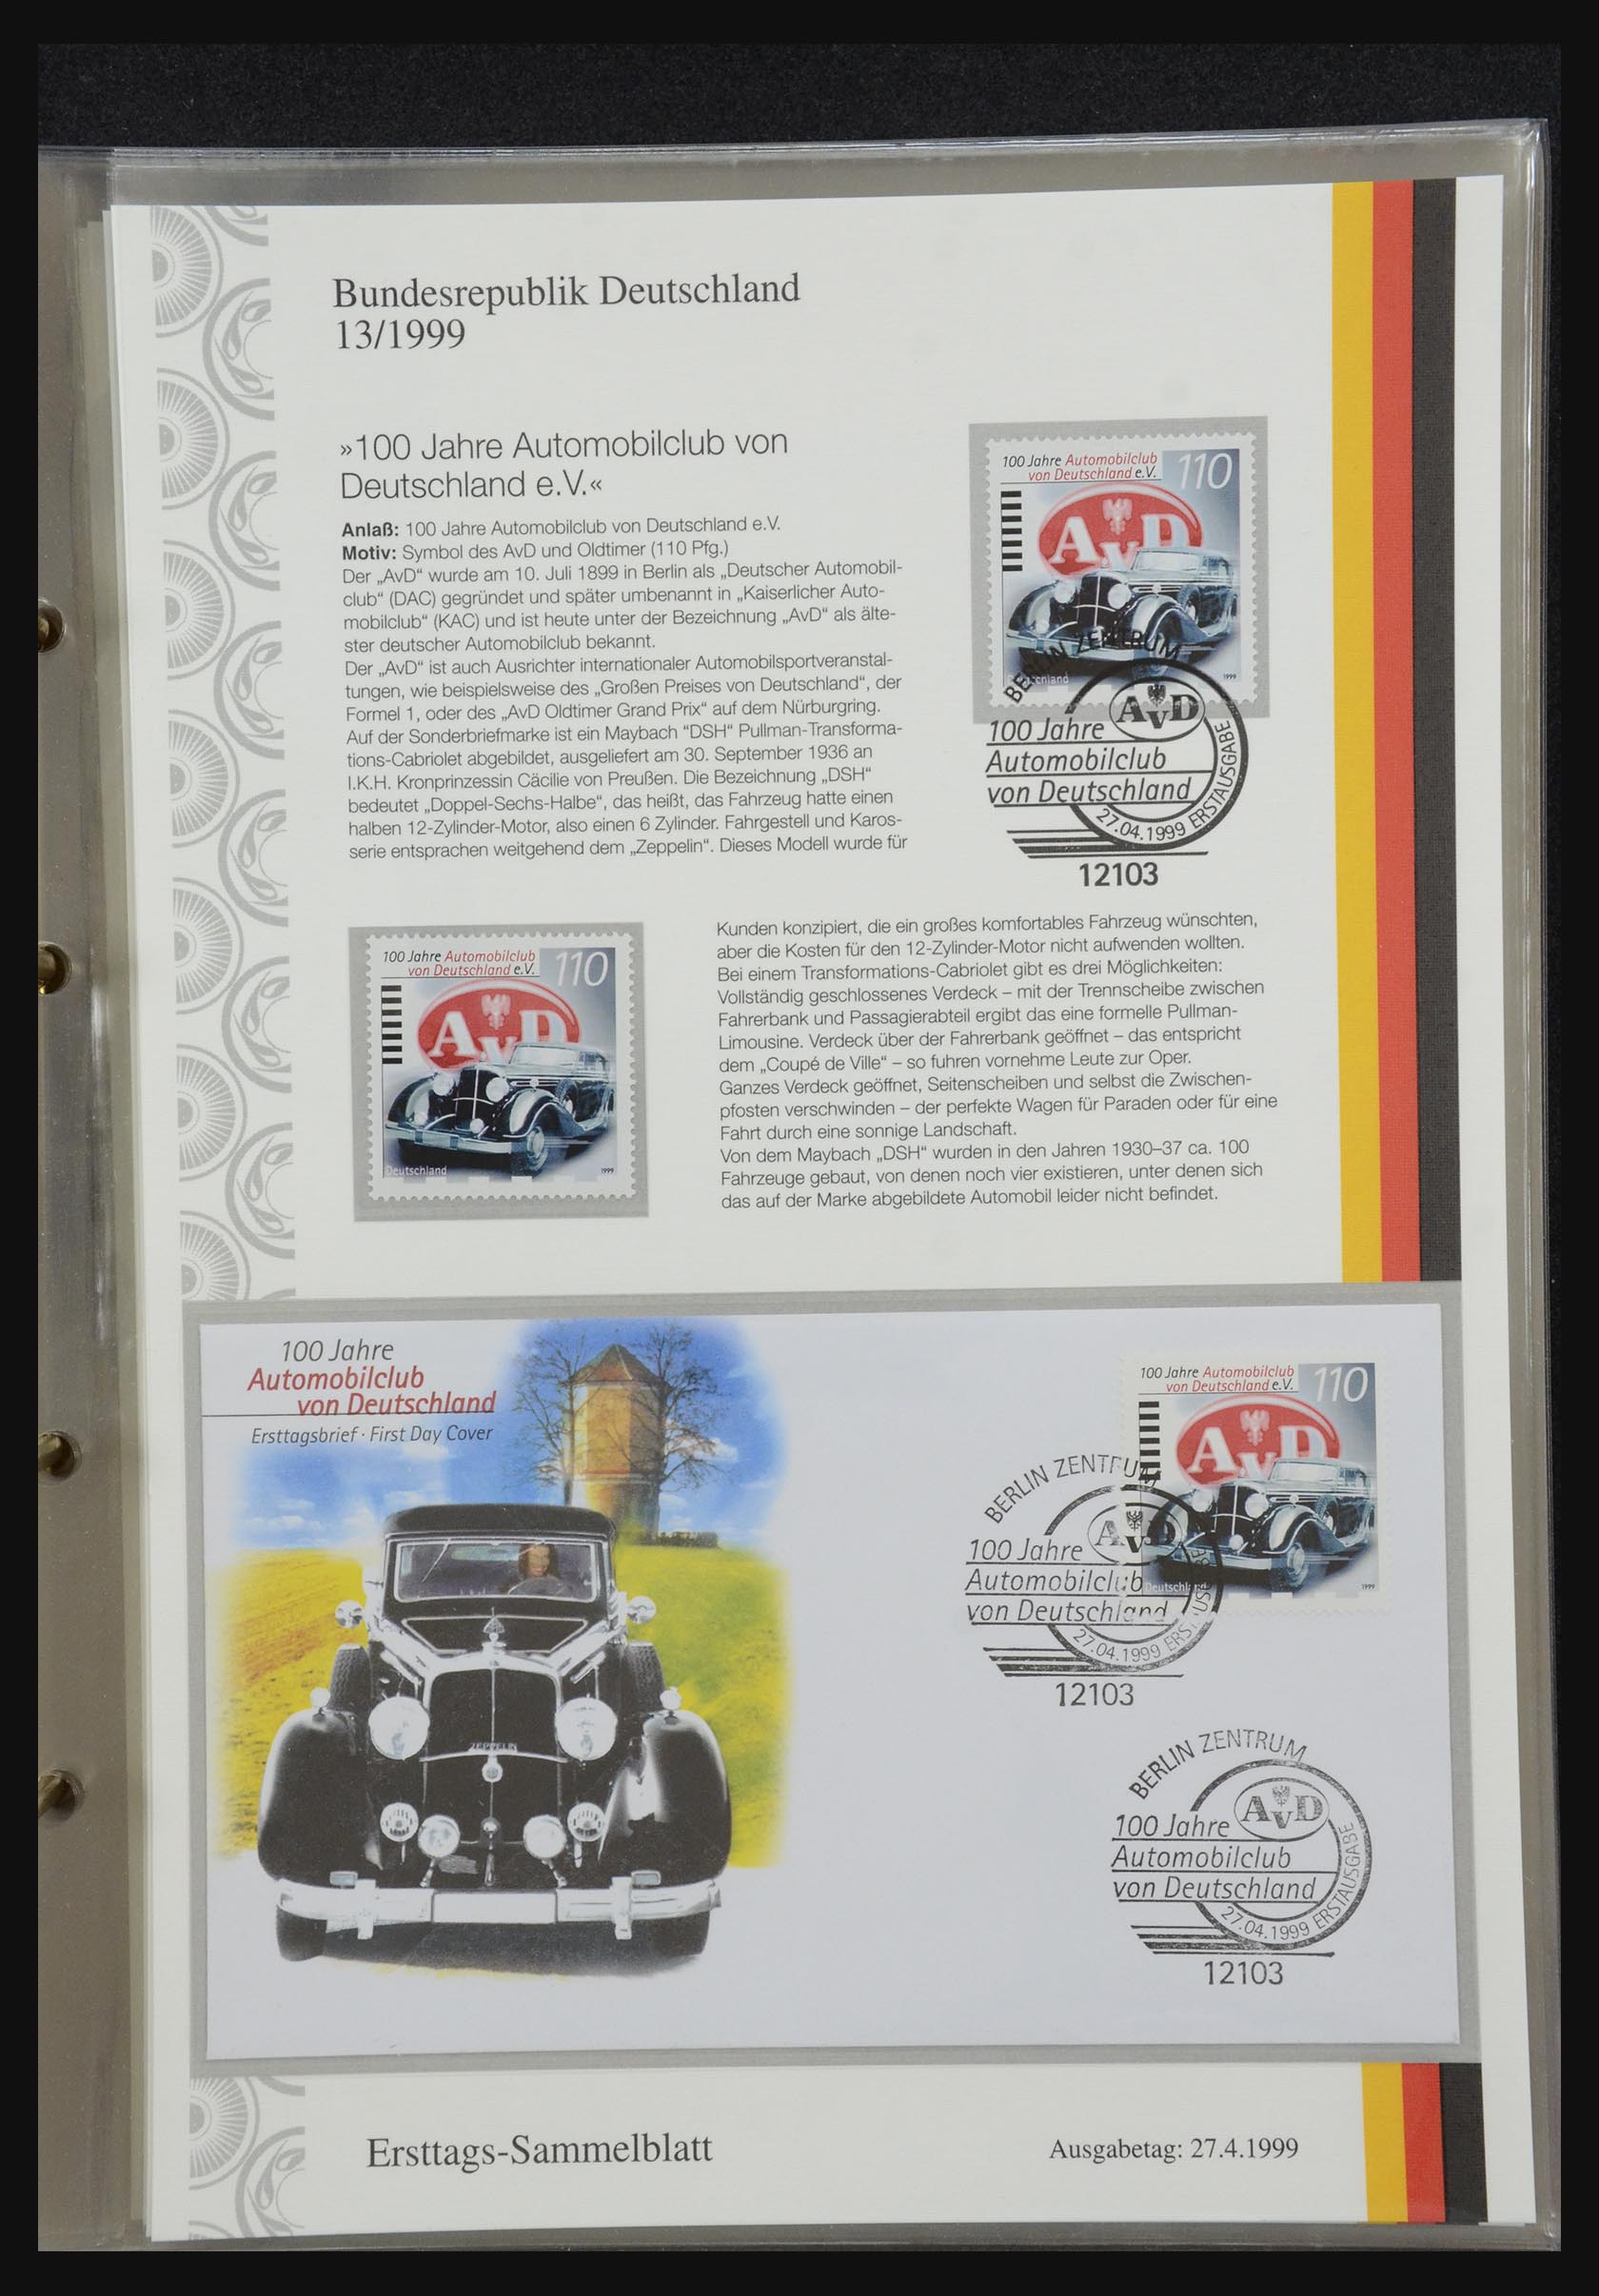 Bundesrepublik Deutschland
13/1999
»100 Jahre Automobilclub von
Deutschland e.V.«
Anlaß: 100 Jahre Automobilclub von Deutschland e.V.
Motiv: Symbol des AvD und Oldtimer (110 Pfg.)
Der „AvD“ wurde am 10. Juli 1899 in Berlin als „Deutscher Automobil-
club“ (DAC) gegründet und später umbenannt in „Kaiserlicher Auto-
mobilclub“ (KAC) und ist heute unter der Bezeichnung „AvD“ als älte-
ster deutscher Automobilclub bekannt.
Der „AvD“ ist auch Ausrichter internationaler Automobilsportveranstal-
tungen, wie beispielsweise des „Großen Preises von Deutschland“, der
Formel 1, oder des „AvD Oldtimer Grand Prix“ auf dem Nürburgring.
Auf der Sonderbriefmarke ist ein Maybach "DSH" Pullman-Transforma-
tions-Cabriolet abgebildet, ausgeliefert am 30. September 1936 an
I.K.H. Kronprinzessin Cäcilie von Preußen. Die Bezeichnung „DSH“
bedeutet „Doppel-Sechs-Halbe“, das heißt, das Fahrzeug hatte einen
halben 12-Zylinder-Motor, also einen 6 Zylinder. Fahrgestell und Karos-
serie entsprachen weitgehend dem „Zeppelin“. Dieses Modell wurde für
100 Jahre Automobilclub
von Deutschland e.V.
110
AvD
BERLIN ZENTRUM
1999
AvD
100 Jahre
Automobilclub
von Deutschland
27.04.1999 ERSTAUSGABE
12103
100 Jahre Automobilclub
von Deutschland e.V.
110
AvD
Deutschland
1999
Kunden konzipiert, die ein großes komfortables Fahrzeug wünschten,
aber die Kosten für den 12-Zylinder-Motor nicht aufwenden wollten.
Bei einem Transformations-Cabriolet gibt es drei Möglichkeiten:
Vollständig geschlossenes Verdeck – mit der Trennscheibe zwischen
Fahrerbank und Passagierabteil ergibt das eine formelle Pullman-
Limousine. Verdeck über der Fahrerbank geöffnet – das entspricht
dem „Coupé de Ville“ – so fuhren vornehme Leute zur Oper.
Ganzes Verdeck geöffnet, Seitenscheiben und selbst die Zwischen-
pfosten verschwinden – der perfekte Wagen für Paraden oder für eine
Fahrt durch eine sonnige Landschaft.
Von dem Maybach „DSH“ wurden in den Jahren 1930–37 ca. 100
Fahrzeuge gebaut, von denen noch vier existieren, unter denen sich
das auf der Marke abgebildete Automobil leider nicht befindet.
100 Jahre
Automobilclub
von Deutschland
Ersttagsbrief · First Day Cover
ZEPPELIN
100 Jahre Automobilclub
von Deutschland e.V.
110
AvD
Deutschland
1999
BERLIN ZENTRUM
AvD
100 Jahre
Automobilclub
von Deutschland
27.04.1999 ERSTAUSGABE
12103
BERLIN ZENTRUM
AvD
100 Jahre
Automobilclub
von Deutschland
27.04.1999 ERSTAUSGABE
12103
Ersttags-Sammelblatt
Ausgabetag: 27.4.1999